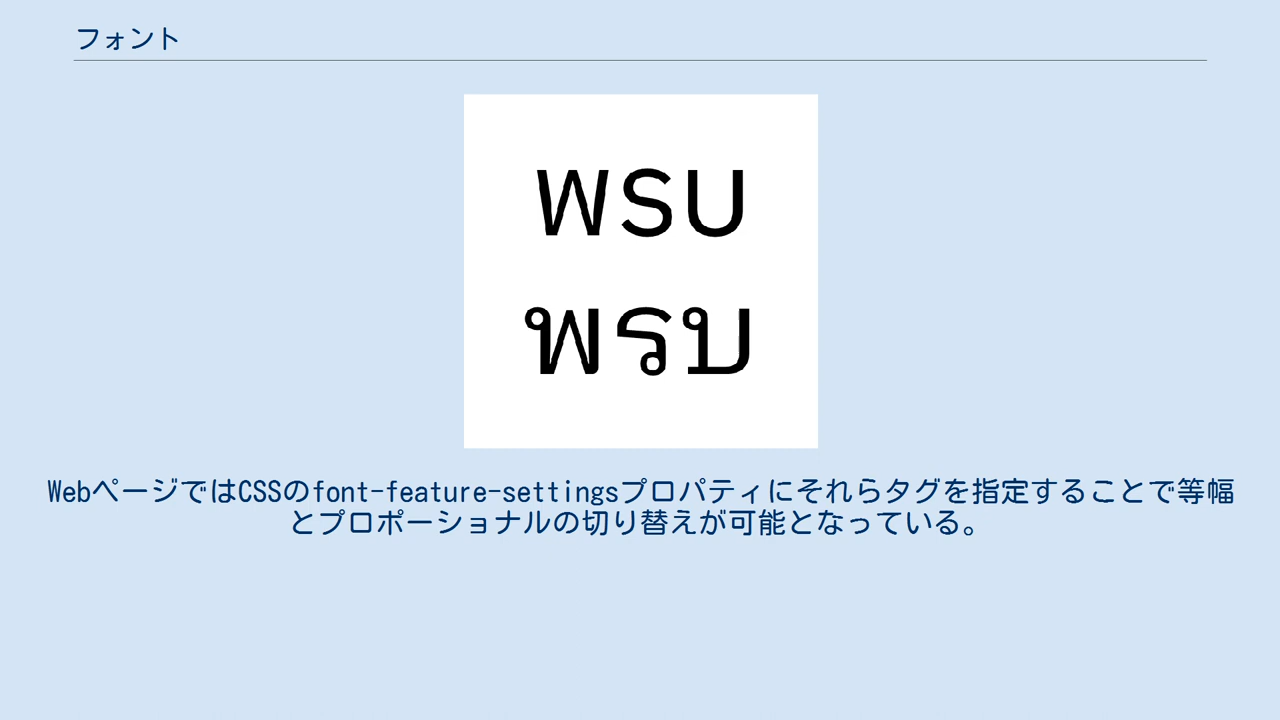 フォント
พรบ
พรบ
WebページではCSSのfont-feature-settingsプロパティにそれらタグを指定することで等幅
とプロポーショナルの切り替えが可能となっている。